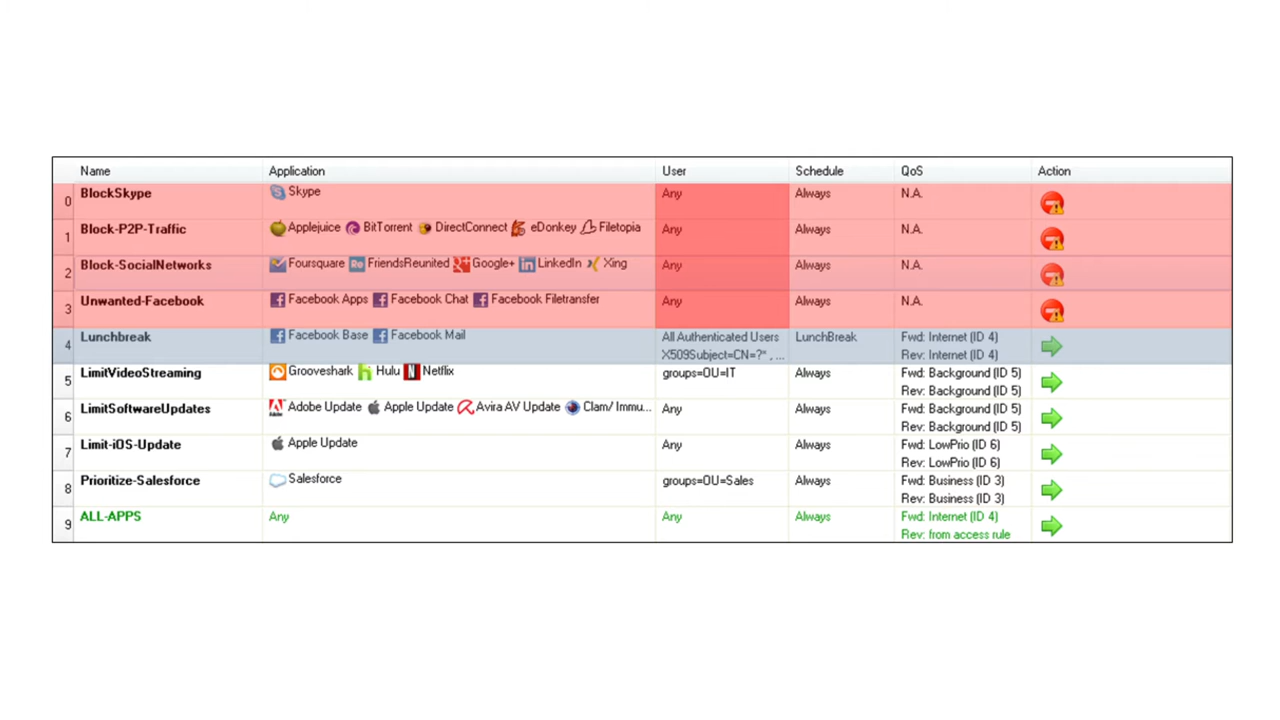 Name Application User Schedule QoS Action
0 BlockSkype Skype Any Always N.A.
1 Block-P2P-Traffic Applejuice BitTorrent DirectConnect eDonkey Filetopia Any Always N.A.
2 Block-SocialNetworks Foursquare Re FriendsReunited Google+ LinkedIn Xing Any Always N.A.
3 Unwanted-Facebook Facebook Apps Facebook Chat Facebook Filetransfer Any Always N.A.
4 Lunchbreak Facebook Base Facebook Mail All Authenticated Users LunchBreak Fwd: Internet (ID 4)
X509Subject=CN=?*, ... Rev: Internet (ID 4)
5 LimitVideoStreaming Grooveshark Hulu Netflix groups=OU=IT Always Fwd: Background (ID 5)
Rev: Background (ID 5)
6 LimitSoftwareUpdates Adobe Update Apple Update Avira AV Update Clam/ Immu... Any Always Fwd: Background (ID 5)
Rev: Background (ID 5)
7 Limit-iOS-Update Apple Update Any Always Fwd: LowPrio (ID 6)
Rev: LowPrio (ID 6)
8 Prioritize-Salesforce Salesforce groups=OU=Sales Always Fwd: Business (ID 3)
Rev: Business (ID 3)
9 ALL-APPS Any Any Always Fwd: Internet (ID 4)
Rev: from access rule